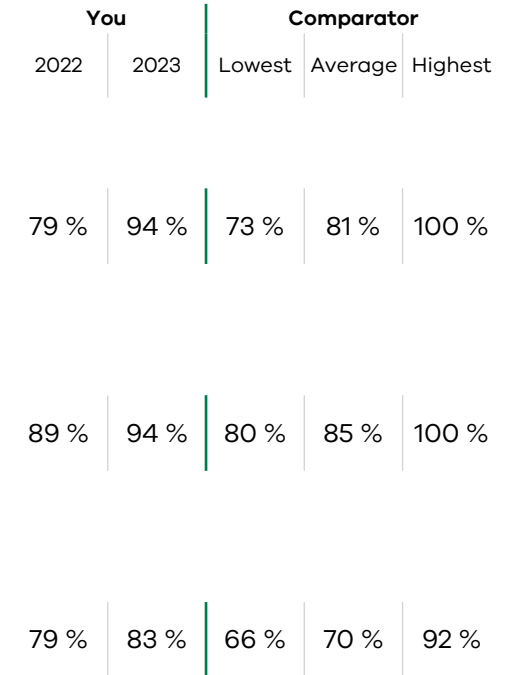 You Comparator
2022 2023 Lowest Average Highest
79 % 94 % 73 % 81 % 100 %
89 % 94 % 80 % 85 % 100 %
79 % 83 % 66 % 70 % 92 %